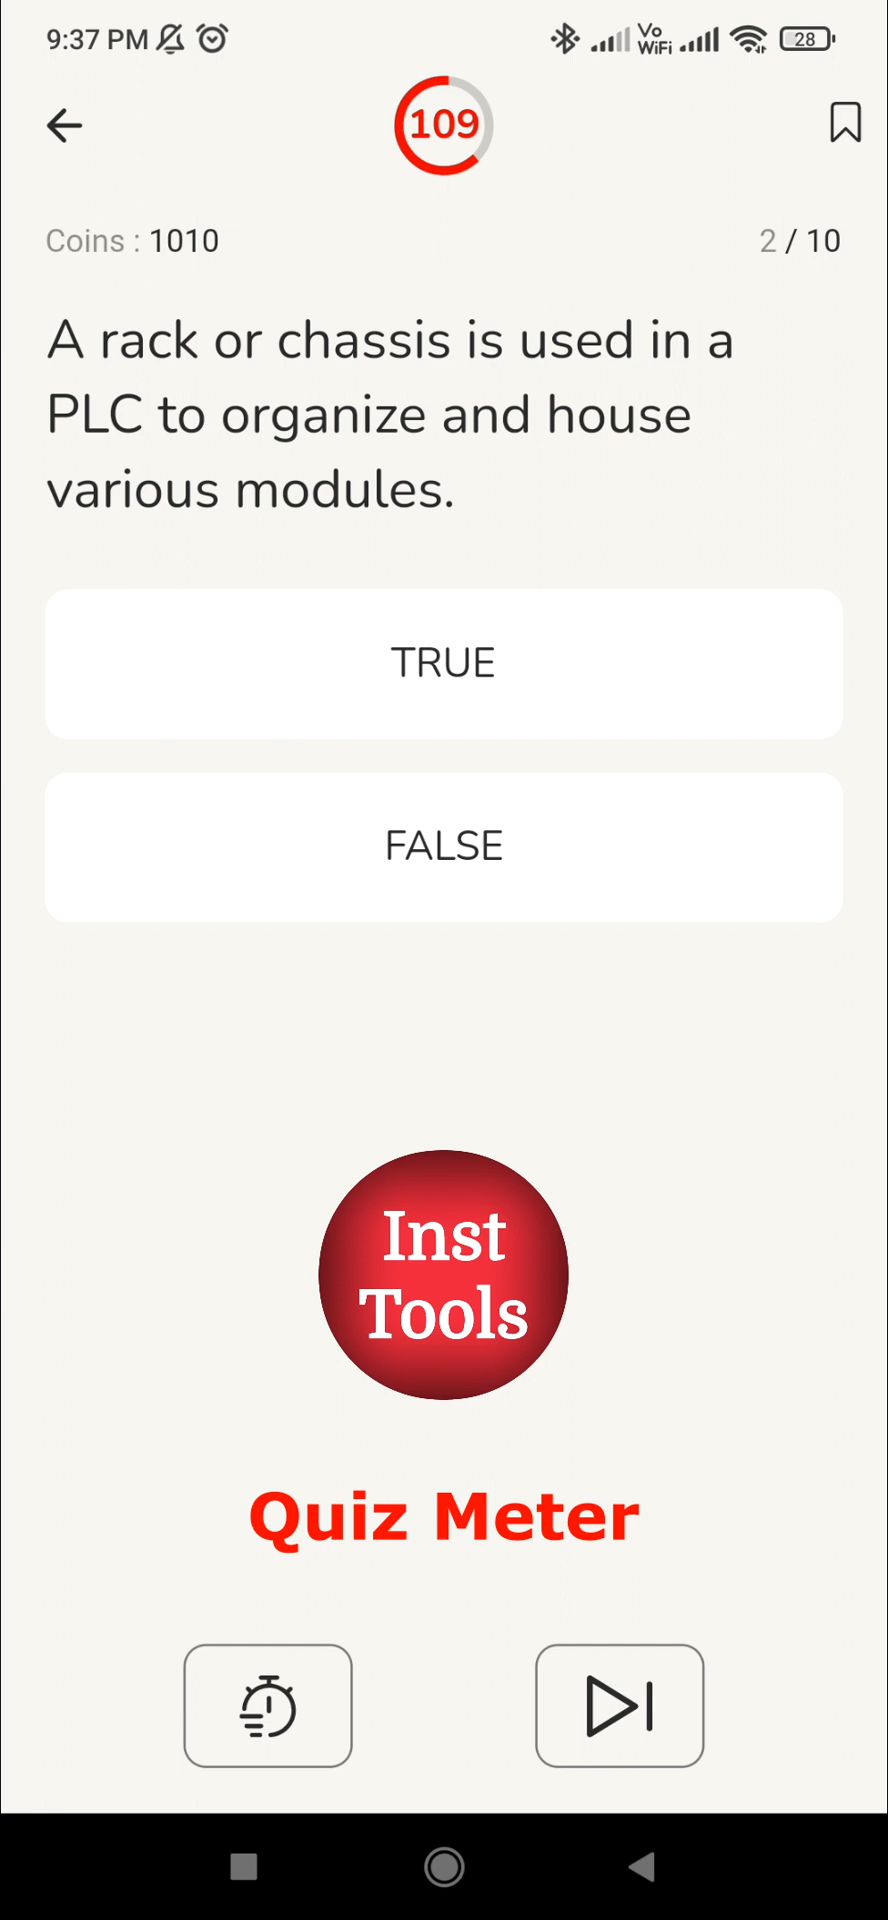 9:37 PM Vo WiFi 28
109
Coins : 1010 2 / 10
A rack or chassis is used in a
PLC to organize and house
various modules.
TRUE
FALSE
Inst
Tools
Quiz Meter